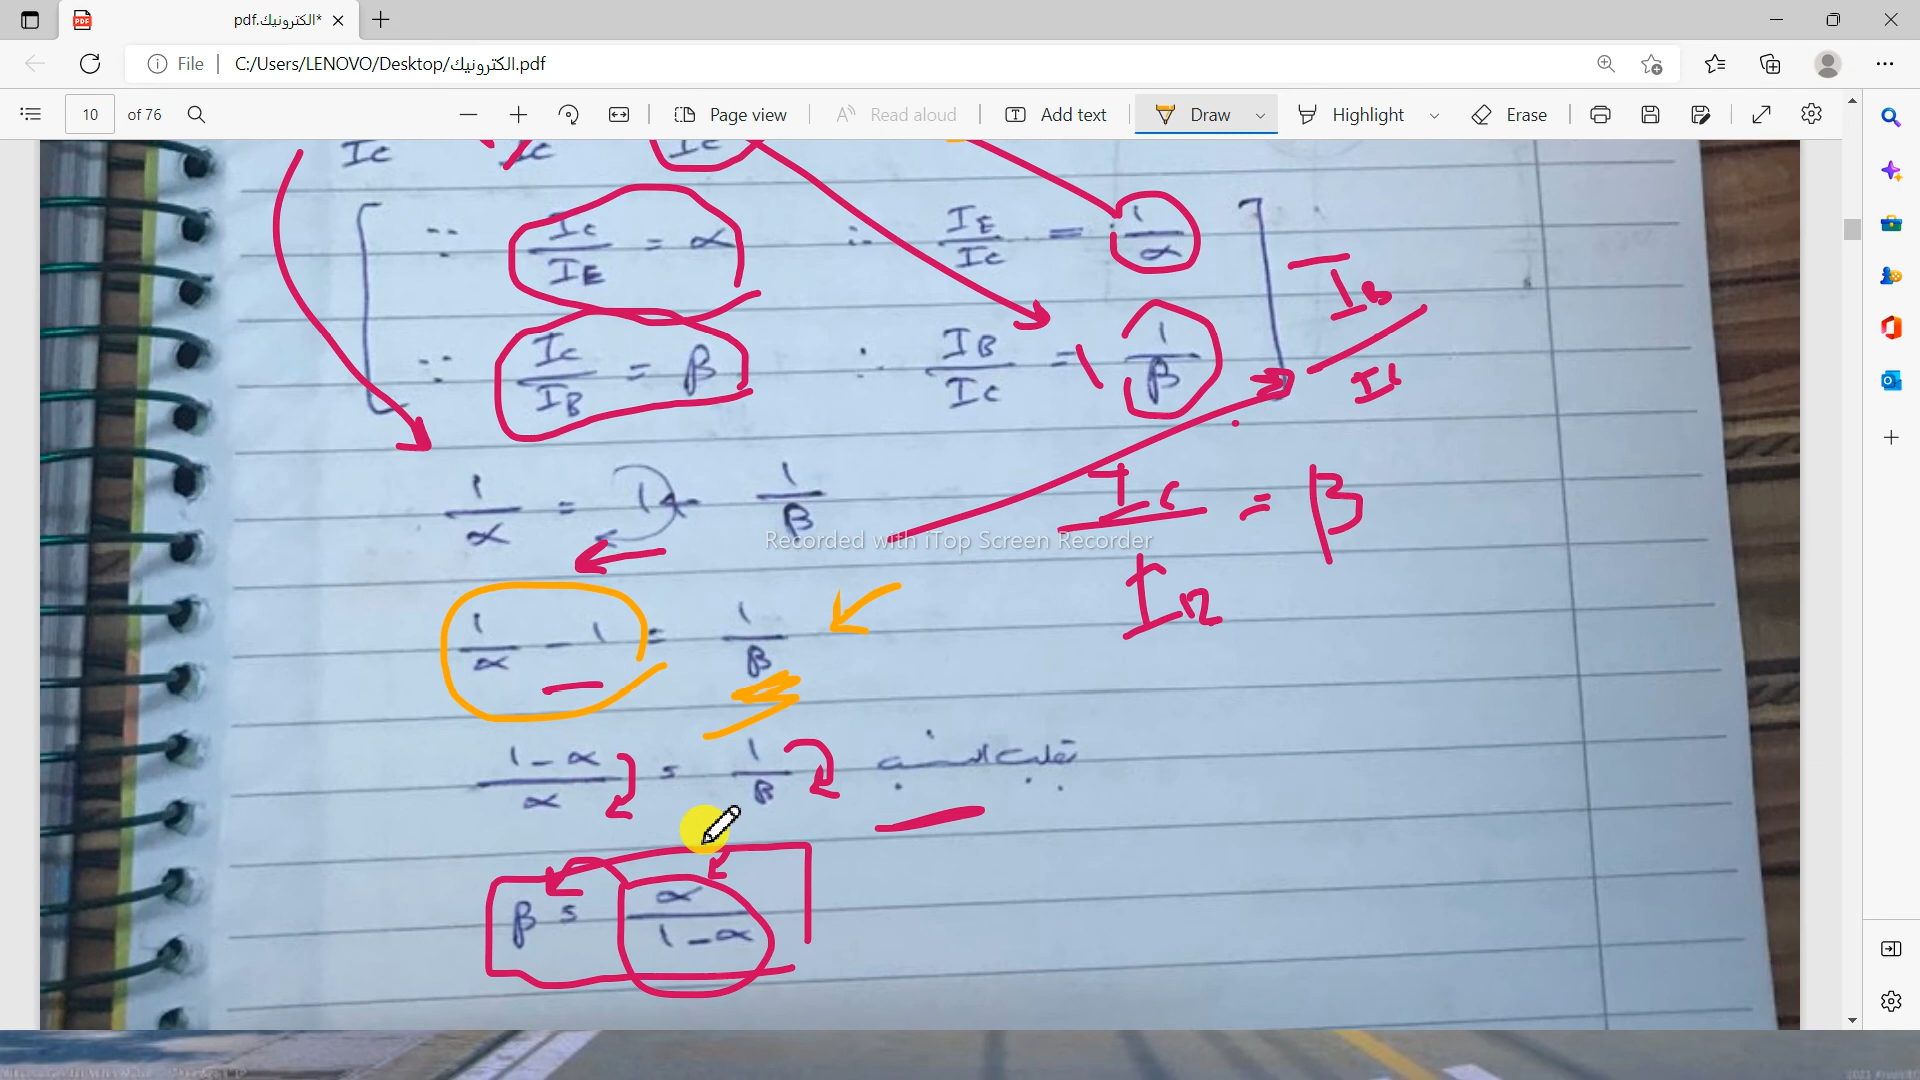 الكترونيك.pdf*
File C:/Users/LENOVO/Desktop/الكترونيك.pdf
10 of 76 Page view Read aloud Add text Draw Highlight Erase
Ic Ic Ic
∵ Ic/IE = α ∴ IE/Ic = 1/α
IB
Ic
∵ Ic/IB = β ∴ IB/Ic = 1/β
1/α = 1 + 1/β
Ic/IB = β
Recorded with iTop Screen Recorder
1/α - 1 = 1/β
1-α/α = 1/β
β = α/1-α